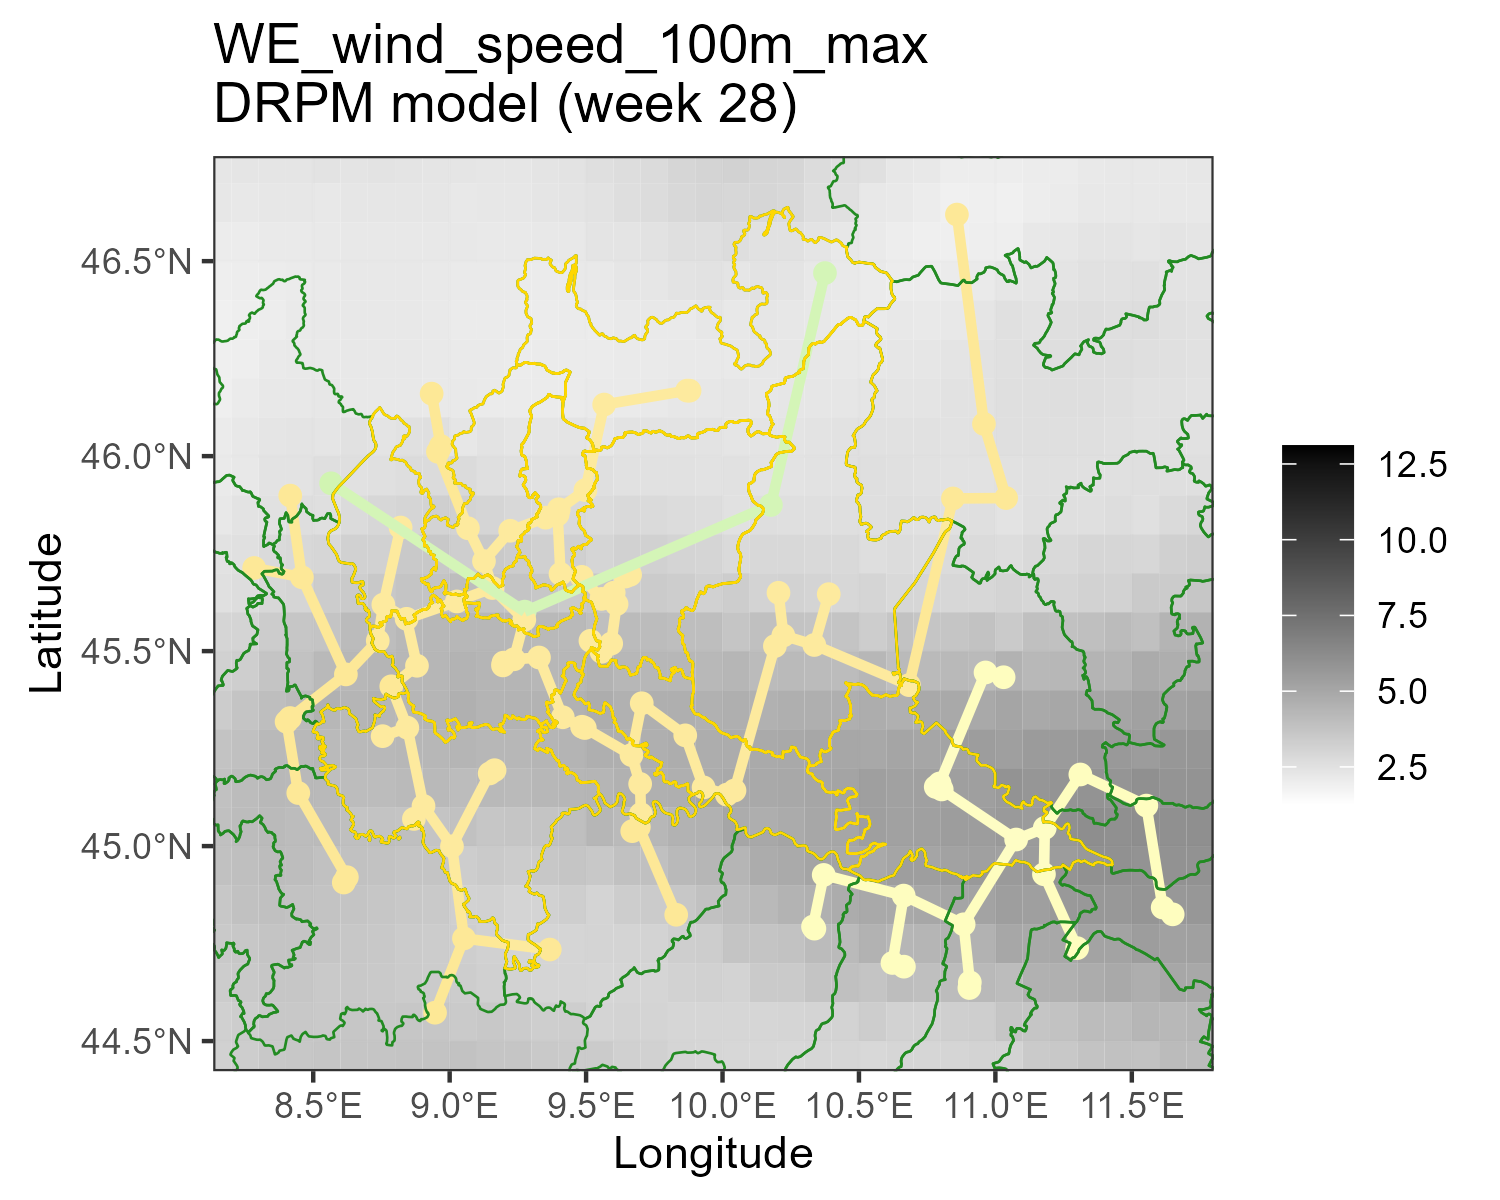 WE_wind_speed_100m_max
DRPM model (week 28)
46.5°N
46.0°N
45.5°N
45.0°N
44.5°N
Latitude
8.5°E 9.0°E 9.5°E 10.0°E 10.5°E 11.0°E 11.5°E
Longitude
12.5
10.0
7.5
5.0
2.5